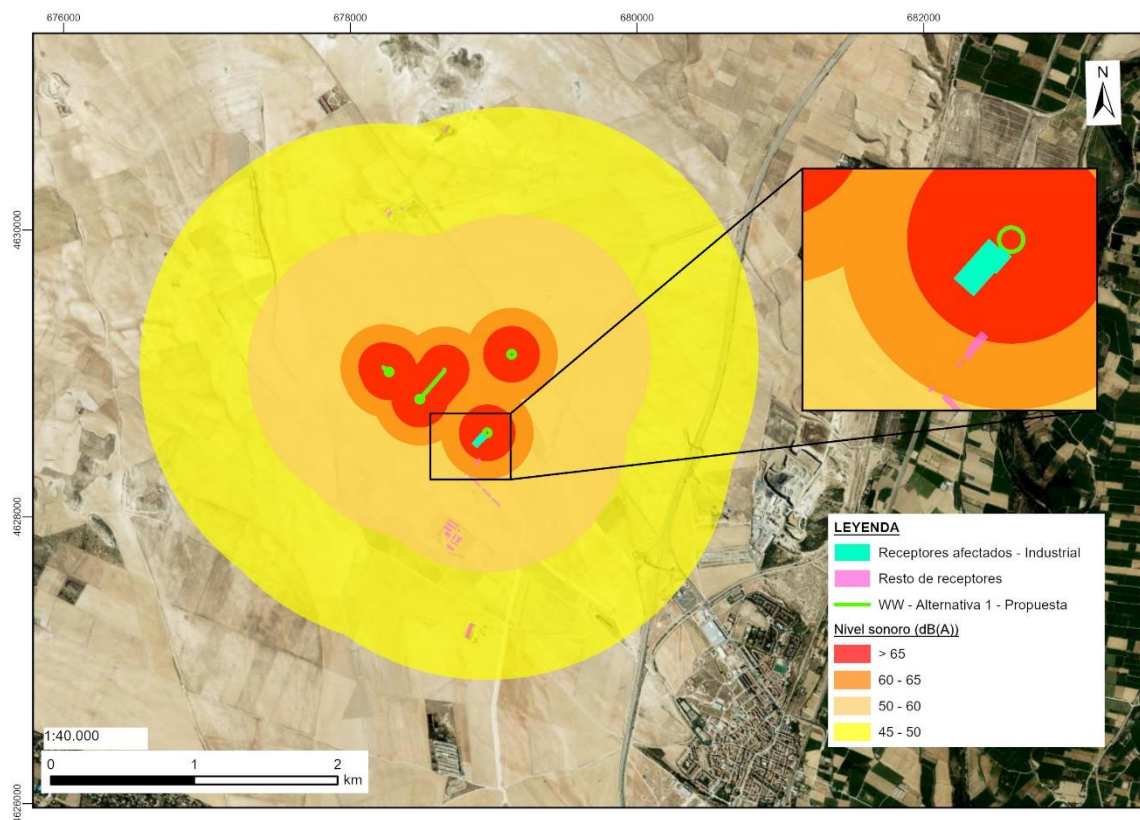 676000
678000
680000
682000
4630000
4628000
4626000
N
LEYENDA
Receptores afectados - Industrial
Resto de receptores
WW - Alternativa 1 - Propuesta
Nivel sonoro (dB(A))
> 65
60 - 65
50 - 60
45 - 50
1:40.000
0 1 2
km